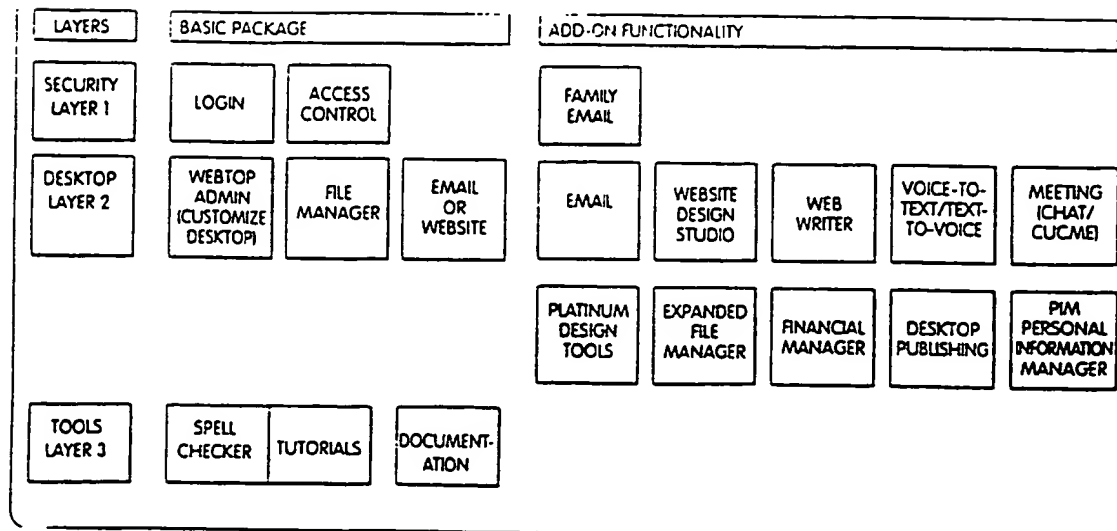 LAYERS
BASIC PACKAGE
ADD-ON FUNCTIONALITY
SECURITY
LAYER 1
LOGIN
ACCESS
CONTROL
FAMILY
EMAIL
DESKTOP
LAYER 2
WEBTOP
ADMIN
(CUSTOMIZE
DESKTOP)
FILE
MANAGER
EMAIL
OR
WEBSITE
EMAIL
WEBSITE
DESIGN
STUDIO
WEB
WRITER
VOICE-TO-
TEXT/TEXT-
TO-VOICE
MEETING
(CHAT/
CUCME)
PLATINUM
DESIGN
TOOLS
EXPANDED
FILE
MANAGER
FINANCIAL
MANAGER
DESKTOP
PUBLISHING
PIM
PERSONAL
INFORMATION
MANAGER
TOOLS
LAYER 3
SPELL
CHECKER
TUTORIALS
DOCUMENT-
ATION